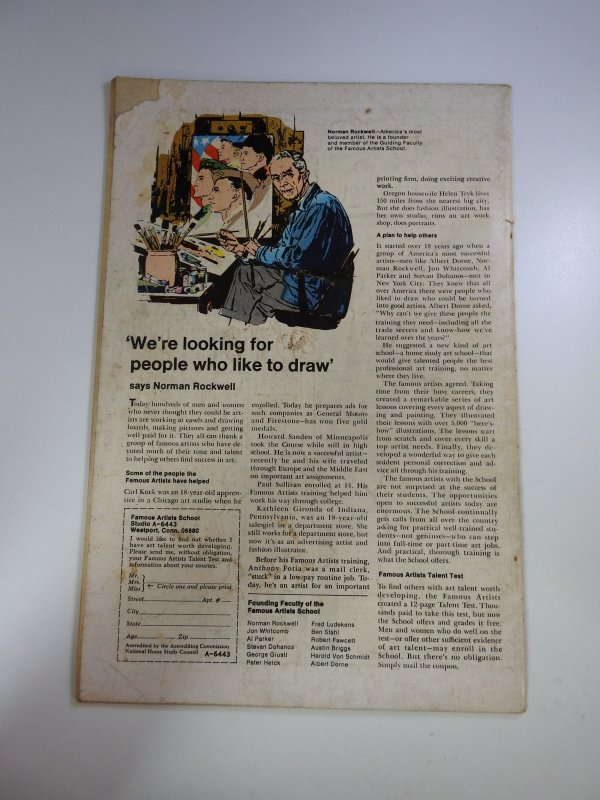 Norman Rockwell—America's most
beloved artist. He is a founder
and member of the Guiding Faculty
of the Famous Artists School.
'We're looking for
people who like to draw'
says Norman Rockwell
Today hundreds of men and women
who never thought they could be art-
ists are working at easels and drawing
boards, making pictures and getting
well paid for it. They all can thank a
group of famous artists who have de-
voted much of their time and talent
to helping others find success in art.
Some of the people the
Famous Artists have helped
Carl Kock was an 18-year-old appren-
tice in a Chicago art studio when he
Famous Artists School
Studio A-6443
Westport, Conn. 06880
I would like to find out whether I
have art talent worth developing.
Please send me, without obligation,
your Famous Artists Talent Test and
information about your courses.
Mr.
Mrs.
Miss
← Circle one and please print
Street Apt. #
City
State
Age Zip
Accredited by the Accrediting Commission
National Home Study Council A-6443
enrolled. Today he prepares ads for
such companies as General Motors
and Firestone—has won five gold
medals.
Howard Sanden of Minneapolis
took the Course while still in high
school. He is now a successful artist—
recently he and his wife traveled
through Europe and the Middle East
on important art assignments.
Paul Sullivan enrolled at 14. His
Famous Artists training helped him
work his way through college.
Kathleen Gironda of Indiana,
Pennsylvania, was an 18-year-old
salesgirl in a department store. She
still works for a department store, but
now it's as an advertising artist and
fashion illustrator.
Before his Famous Artists training,
Anthony Fotia was a mail clerk,
"stuck" in a low-pay routine job. To-
day, he's an artist for an important
Founding Faculty of the
Famous Artists School
Norman Rockwell
Jon Whitcomb
Al Parker
Stevan Dohanos
George Giusti
Peter Helck
Fred Ludekens
Ben Stahl
Robert Fawcett
Austin Briggs
Harold Von Schmidt
Albert Dorne
printing firm, doing exciting creative
work.
Oregon housewife Helen Tryk lives
150 miles from the nearest big city.
But she does fashion illustration, has
her own studio, runs an art work
shop, does portraits.
A plan to help others
It started over 18 years ago when a
group of America's most successful
artists—men like Albert Dorne, Nor-
man Rockwell, Jon Whitcomb, Al
Parker and Stevan Dohanos—met in
New York City. They knew that all
over America there were people who
liked to draw who could be turned
into good artists. Albert Dorne asked,
"Why can't we give these people the
training they need—including all the
trade secrets and know-how we've
learned over the years?"
He suggested a new kind of art
school—a home study art school—that
would give talented people the best
professional art training, no matter
where they live.
The famous artists agreed. Taking
time from their busy careers, they
created a remarkable series of art
lessons covering every aspect of draw-
ing and painting. They illustrated
their lessons with over 5,000 "here's-
how" illustrations. The lessons start
from scratch and cover every skill a
top artist needs. Finally, they de-
veloped a wonderful way to give each
student personal correction and ad-
vice all through his training.
The famous artists with the School
are not surprised at the success of
their students. The opportunities
open to successful artists today are
enormous. The School continually
gets calls from all over the country
asking for practical well-trained stu-
dents—not geniuses—who can step
into full-time or part-time art jobs.
And practical, thorough training is
what the School offers.
Famous Artists Talent Test
To find others with art talent worth
developing, the Famous Artists
created a 12-page Talent Test. Thou-
sands paid to take this test, but now
the School offers and grades it free.
Men and women who do well on the
test—or offer other sufficient evidence
of art talent—may enroll in the
School. But there's no obligation.
Simply mail the coupon.